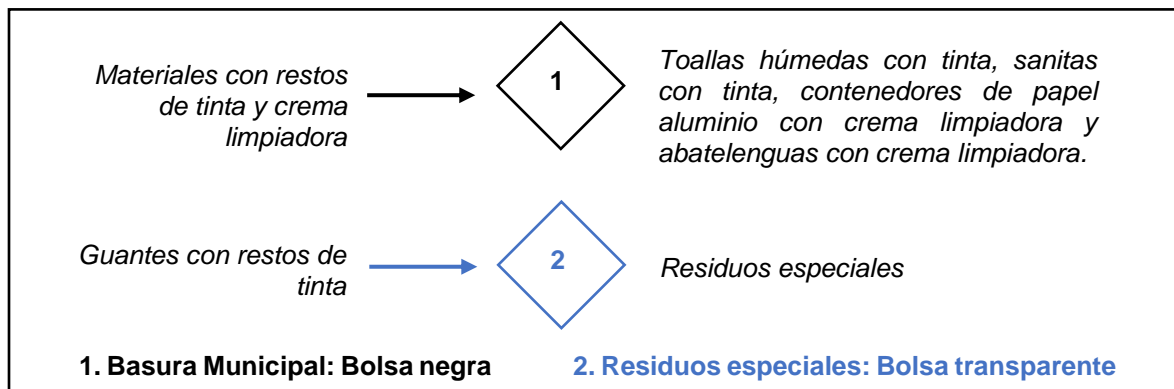 Materiales con restos
de tinta y crema
limpiadora
1
Toallas húmedas con tinta, sanitas
con tinta, contenedores de papel
aluminio con crema limpiadora y
abatelenguas con crema limpiadora.
Guantes con restos de
tinta
2
Residuos especiales
1. Basura Municipal: Bolsa negra
2. Residuos especiales: Bolsa transparente